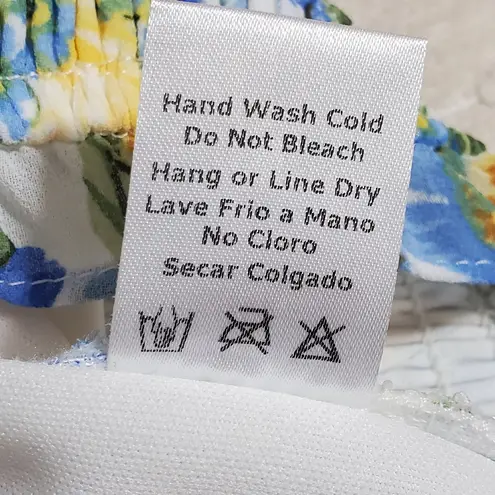 Hand Wash Cold
Do Not Bleach
Hang or Line Dry
Lave Frio a Mano
No Cloro
Secar Colgado